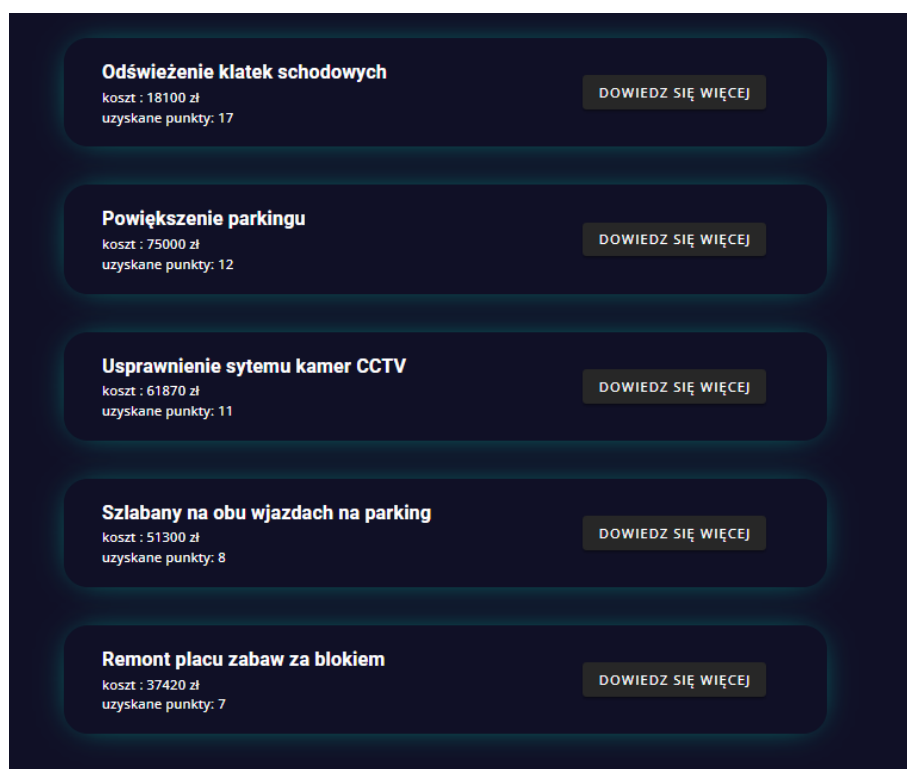 Odświeżenie klatek schodowych
koszt : 18100 zł
uzyskane punkty: 17
DOWIEDZ SIĘ WIĘCEJ
Powiększenie parkingu
koszt : 75000 zł
uzyskane punkty: 12
DOWIEDZ SIĘ WIĘCEJ
Usprawnienie sytemu kamer CCTV
koszt : 61870 zł
uzyskane punkty: 11
DOWIEDZ SIĘ WIĘCEJ
Szlabany na obu wjazdach na parking
koszt : 51300 zł
uzyskane punkty: 8
DOWIEDZ SIĘ WIĘCEJ
Remont placu zabaw za blokiem
koszt : 37420 zł
uzyskane punkty: 7
DOWIEDZ SIĘ WIĘCEJ